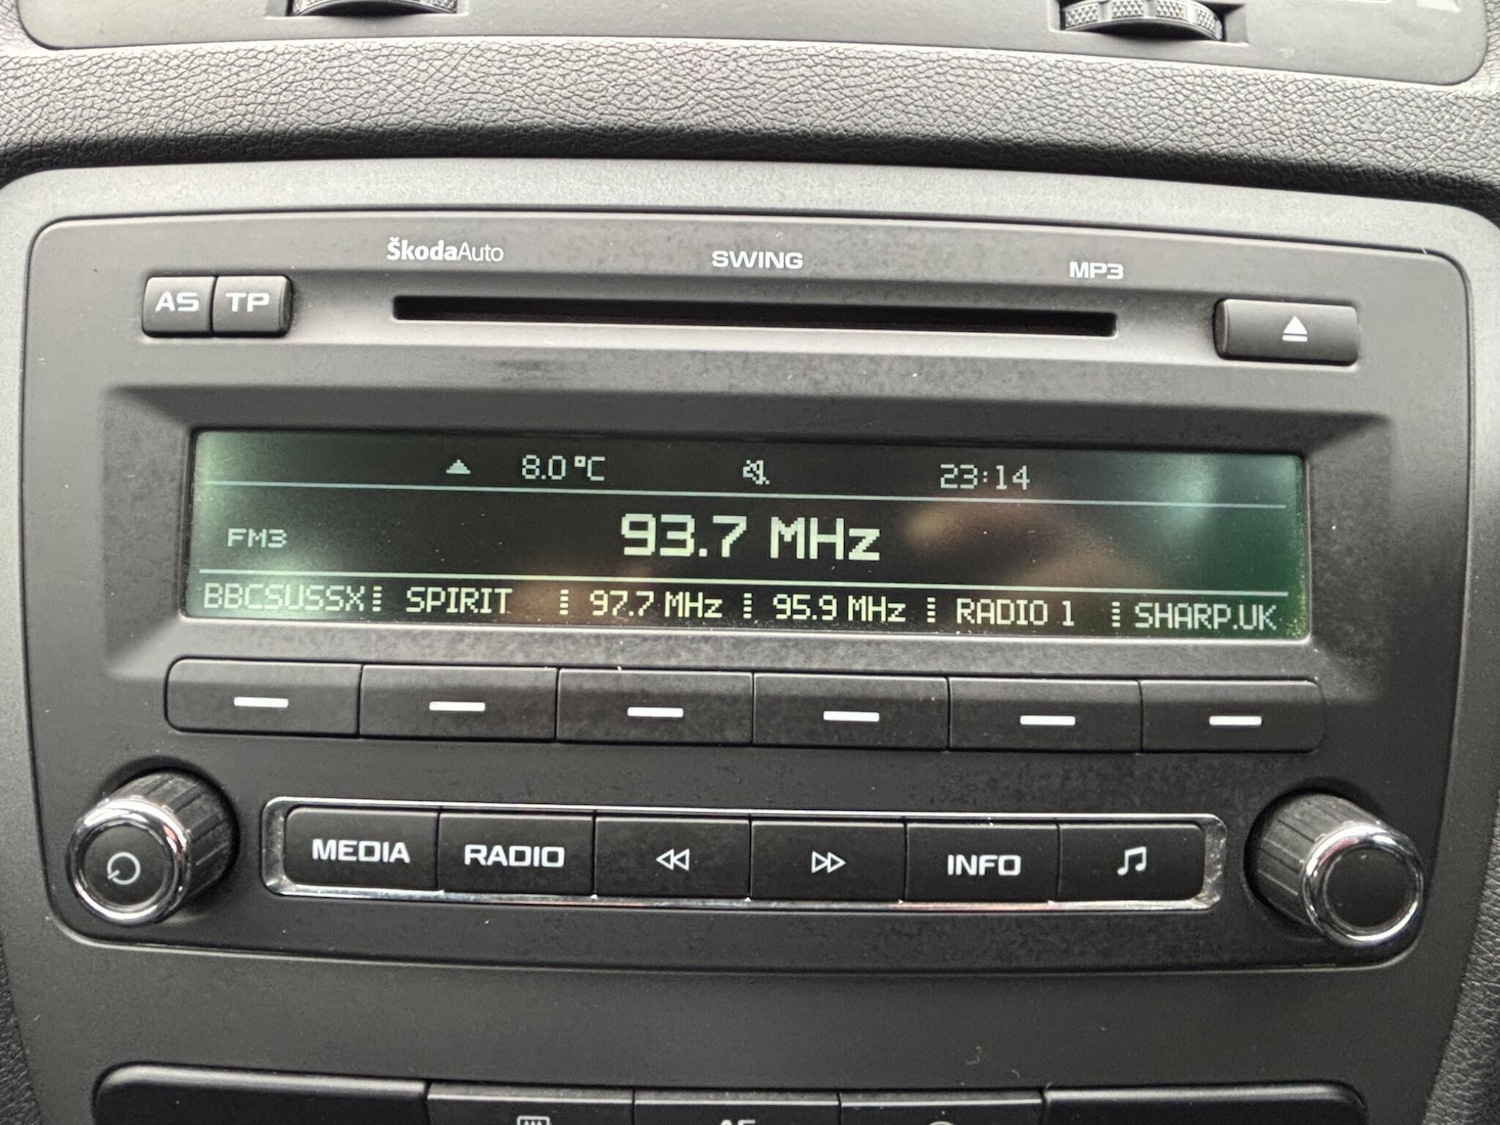 ŠkodaAuto SWING MP3
AS TP
8.0°C 23:14
FM3 93.7 MHz
BBCSUSSX SPIRIT 97.7 MHz 95.9 MHz RADIO 1 SHARP.UK
MEDIA RADIO INFO